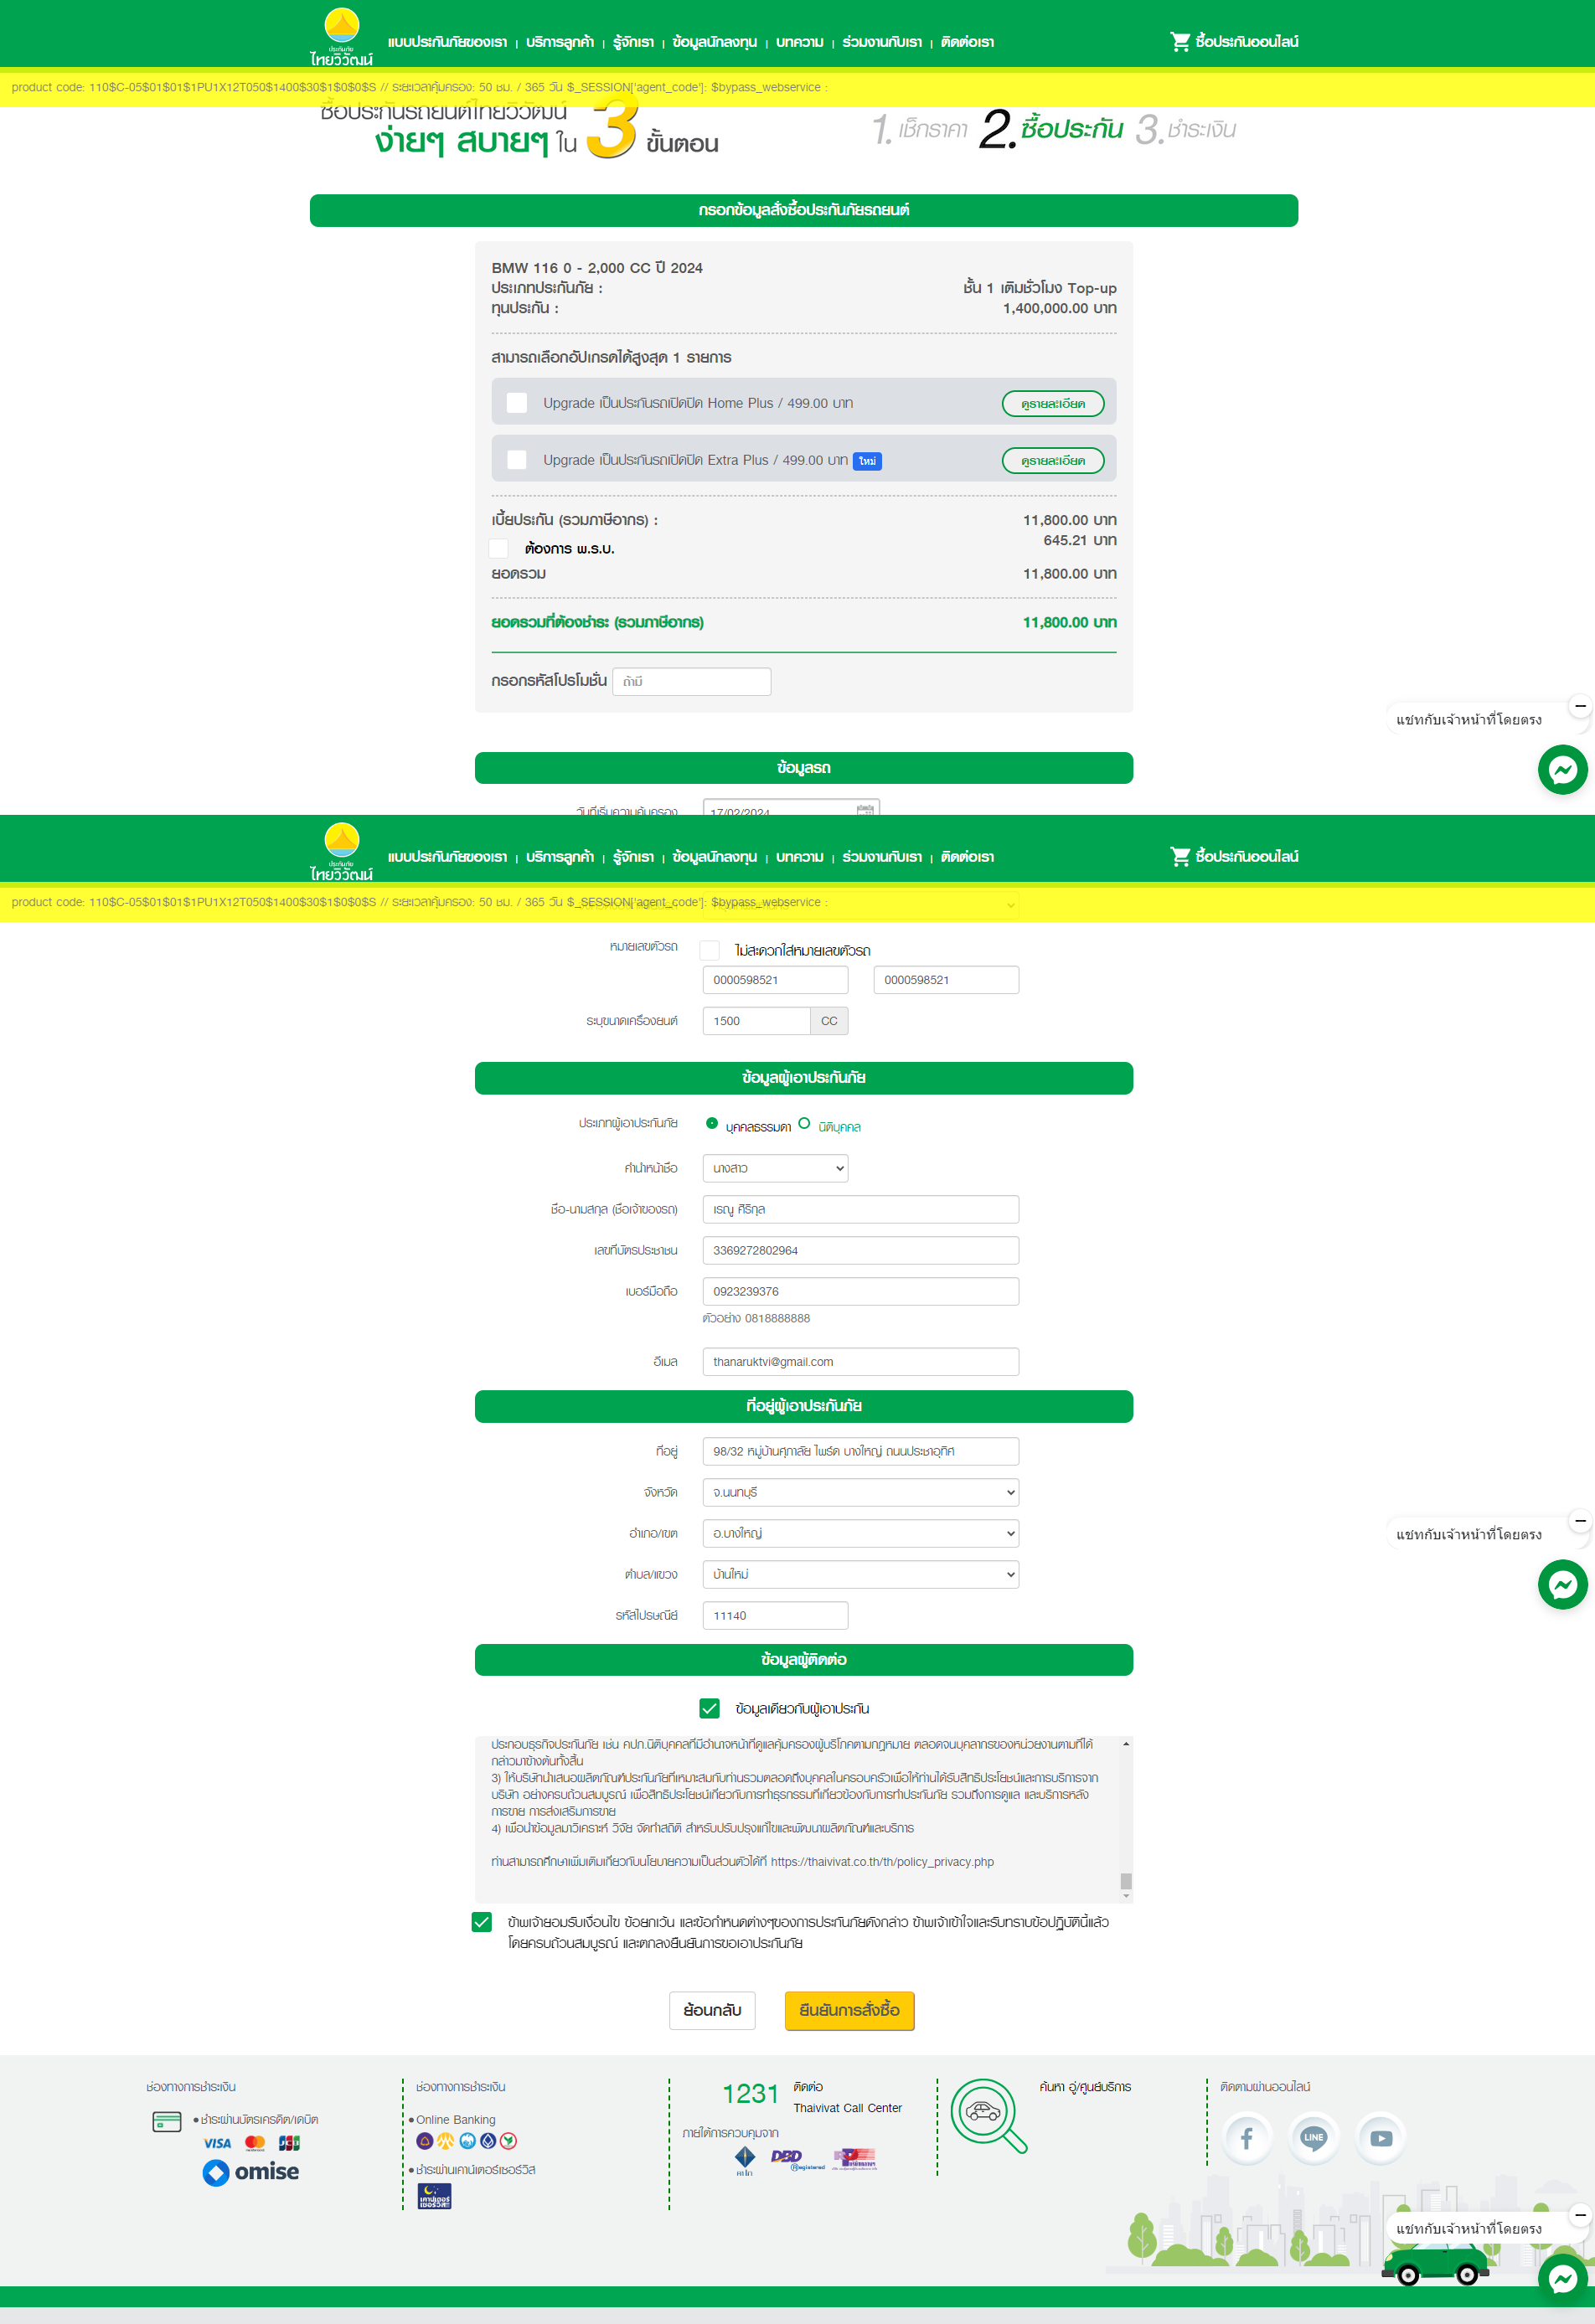 ประกันภัย
ไทยวิวัฒน์
แบบประกันภัยของเรา | บริการลูกค้า | รู้จักเรา | ข้อมูลนักลงทุน | บทความ | ร่วมงานกับเรา | ติดต่อเรา
ซื้อประกันออนไลน์
product code: 110$C-05$01$01$1PU1X12T050$1400$30$1$0$0$S // ระยะเวลาคุ้มครอง: 50 ชม. / 365 วัน $_SESSION['agent_code']: $bypass_webservice :
ซื้อประกันรถยนต์ไทยวิวัฒน์
ง่ายๆ สบายๆ ใน 3 ขั้นตอน
1. เช็กราคา 2. ซื้อประกัน 3. ชำระเงิน
กรอกข้อมูลสั่งซื้อประกันภัยรถยนต์
BMW 116 0 - 2,000 CC ปี 2024
ประเภทประกันภัย : ชั้น 1 เติมชั่วโมง Top-up
ทุนประกัน : 1,400,000.00 บาท
สามารถเลือกอัปเกรดได้สูงสุด 1 รายการ
Upgrade เป็นประกันรถเปิดปิด Home Plus / 499.00 บาท ดูรายละเอียด
Upgrade เป็นประกันรถเปิดปิด Extra Plus / 499.00 บาท ใหม่ ดูรายละเอียด
เบี้ยประกัน (รวมภาษีอากร) : 11,800.00 บาท
ต้องการ พ.ร.บ. 645.21 บาท
ยอดรวม 11,800.00 บาท
ยอดรวมที่ต้องชำระ (รวมภาษีอากร) 11,800.00 บาท
กรอกรหัสโปรโมชั่น ถ้ามี
แชทกับเจ้าหน้าที่โดยตรง
ข้อมูลรถ
วันที่เริ่มความคุ้มครอง 17/02/2024
ประกันภัย
ไทยวิวัฒน์
แบบประกันภัยของเรา | บริการลูกค้า | รู้จักเรา | ข้อมูลนักลงทุน | บทความ | ร่วมงานกับเรา | ติดต่อเรา
ซื้อประกันออนไลน์
product code: 110$C-05$01$01$1PU1X12T050$1400$30$1$0$0$S // ระยะเวลาคุ้มครอง: 50 ชม. / 365 วัน $_SESSION['agent_code']: $bypass_webservice :
หมายเลขตัวรถ ไม่สะดวกใส่หมายเลขตัวรถ
0000598521 0000598521
ระบุขนาดเครื่องยนต์ 1500 CC
ข้อมูลผู้เอาประกันภัย
ประเภทผู้เอาประกันภัย บุคคลธรรมดา นิติบุคคล
คำนำหน้าชื่อ นางสาว
ชื่อ-นามสกุล (ชื่อเจ้าของรถ) เรณู ศิริกุล
เลขที่บัตรประชาชน 3369272802964
เบอร์มือถือ 0923239376
ตัวอย่าง 0818888888
อีเมล thanaruktvi@gmail.com
ที่อยู่ผู้เอาประกันภัย
ที่อยู่ 98/32 หมู่บ้านศุภาลัย ไพร์ด บางใหญ่ ถนนประชาอุทิศ
จังหวัด จ.นนทบุรี
อำเภอ/เขต อ.บางใหญ่
แชทกับเจ้าหน้าที่โดยตรง
ตำบล/แขวง บ้านใหม่
รหัสไปรษณีย์ 11140
ข้อมูลผู้ติดต่อ
ข้อมูลเดียวกับผู้เอาประกัน
ประกอบธุรกิจประกันภัย เช่น คปภ.นิติบุคคลที่มีอำนาจหน้าที่ดูแลคุ้มครองผู้บริโภคตามกฎหมาย ตลอดจนบุคลากรของหน่วยงานตามที่ได้
กล่าวมาข้างต้นทั้งสิ้น
3) ให้บริษัทนำเสนอผลิตภัณฑ์ประกันภัยที่เหมาะสมกับท่านรวมตลอดถึงบุคคลในครอบครัวเพื่อให้ท่านได้รับสิทธิประโยชน์และการบริการจาก
บริษัท อย่างครบถ้วนสมบูรณ์ เพื่อสิทธิประโยชน์เกี่ยวกับการทำธุรกรรมที่เกี่ยวข้องกับการทำประกันภัย รวมถึงการดูแล และบริการหลัง
การขาย การส่งเสริมการขาย
4) เพื่อนำข้อมูลมาวิเคราะห์ วิจัย จัดทำสถิติ สำหรับปรับปรุงแก้ไขและพัฒนาผลิตภัณฑ์และบริการ
ท่านสามารถศึกษาเพิ่มเติมเกี่ยวกับนโยบายความเป็นส่วนตัวได้ที่ https://thaivivat.co.th/th/policy_privacy.php
ข้าพเจ้ายอมรับเงื่อนไข ข้อยกเว้น และข้อกำหนดต่างๆของการประกันภัยดังกล่าว ข้าพเจ้าเข้าใจและรับทราบข้อปฏิบัตินี้แล้ว
โดยครบถ้วนสมบูรณ์ และตกลงยืนยันการขอเอาประกันภัย
ย้อนกลับ ยืนยันการสั่งซื้อ
ช่องทางการชำระเงิน
ชำระผ่านบัตรเครดิต/เดบิต
VISA mastercard JCB
omise
ช่องทางการชำระเงิน
Online Banking
ชำระผ่านเคาน์เตอร์เซอร์วิส
เคาน์เตอร์
เซอร์วิส
1231 ติดต่อ
Thaivivat Call Center
ภายใต้การควบคุมจาก
คปภ DBD Registered
ค้นหา อู่/ศูนย์บริการ
ติดตามผ่านออนไลน์
LINE
แชทกับเจ้าหน้าที่โดยตรง